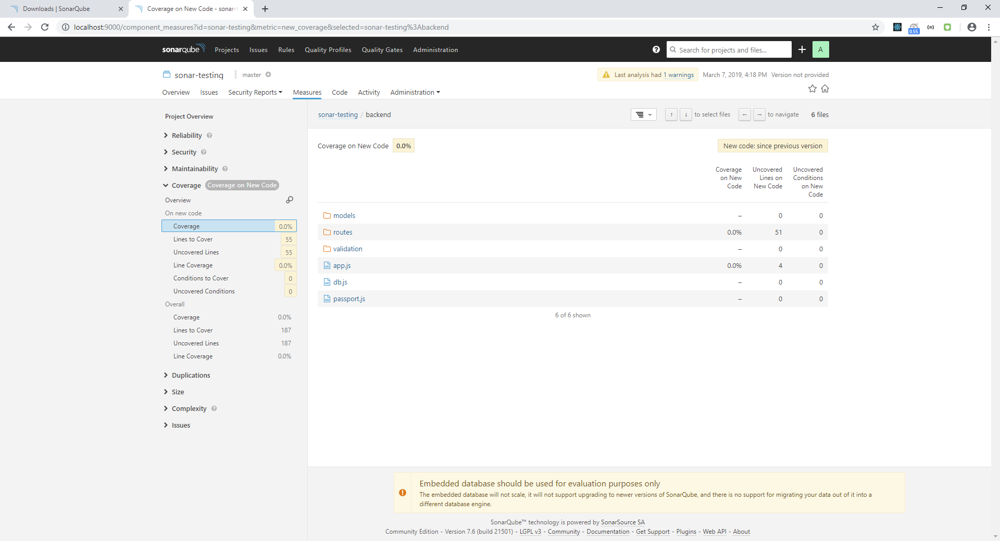 Downloads | SonarQube
Coverage on New Code - sonar-t
localhost:9000/component_measures?id=sonar-testing&metric=new_coverage&selected=sonar-testing%3Abackend
0.55
sonarqube Projects Issues Rules Quality Profiles Quality Gates Administration
Search for projects and files...
A
sonar-testing master
Last analysis had 1 warnings March 7, 2019, 4:18 PM Version not provided
Overview Issues Security Reports Measures Code Activity Administration
Project Overview
Reliability
Security
Maintainability
Coverage Coverage on New Code
Overview
On new code
Coverage 0.0%
Lines to Cover 55
Uncovered Lines 55
Line Coverage 0.0%
Conditions to Cover 0
Uncovered Conditions 0
Overall
Coverage 0.0%
Lines to Cover 187
Uncovered Lines 187
Line Coverage 0.0%
Duplications
Size
Complexity
Issues
sonar-testing / backend
↑ ↓ to select files ← → to navigate 6 files
Coverage on New Code 0.0%
New code: since previous version
Coverage on New Code
Uncovered Lines on New Code
Uncovered Conditions on New Code
models – 0 0
routes 0.0% 51 0
validation – 0 0
app.js 0.0% 4 0
db.js – 0 0
passport.js – 0 0
6 of 6 shown
Embedded database should be used for evaluation purposes only
The embedded database will not scale, it will not support upgrading to newer versions of SonarQube, and there is no support for migrating your data out of it into a
different database engine.
SonarQube™ technology is powered by SonarSource SA
Community Edition - Version 7.6 (build 21501) - LGPL v3 - Community - Documentation - Get Support - Plugins - Web API - About